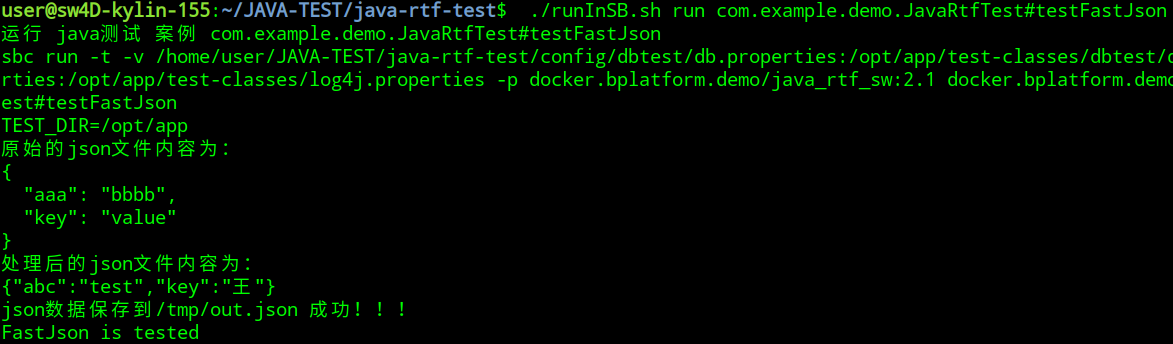 user@sw4D-kylin-155:~/JAVA-TEST/java-rtf-test$  ./runInSB.sh run com.example.demo.JavaRtfTest#testFastJson
运行 java测试 案例 com.example.demo.JavaRtfTest#testFastJson
sbc run -t -v /home/user/JAVA-TEST/java-rtf-test/config/dbtest/db.properties:/opt/app/test-classes/dbtest/
rties:/opt/app/test-classes/log4j.properties -p docker.bplatform.demo/java_rtf_sw:2.1 docker.bplatform.demo
est#testFastJson
TEST_DIR=/opt/app
原始的json文件内容为：
{
  "aaa": "bbbb",
  "key": "value"
}
处理后的json文件内容为：
{"abc":"test","key":"王"}
json数据保存到/tmp/out.json 成功！！！
FastJson is tested